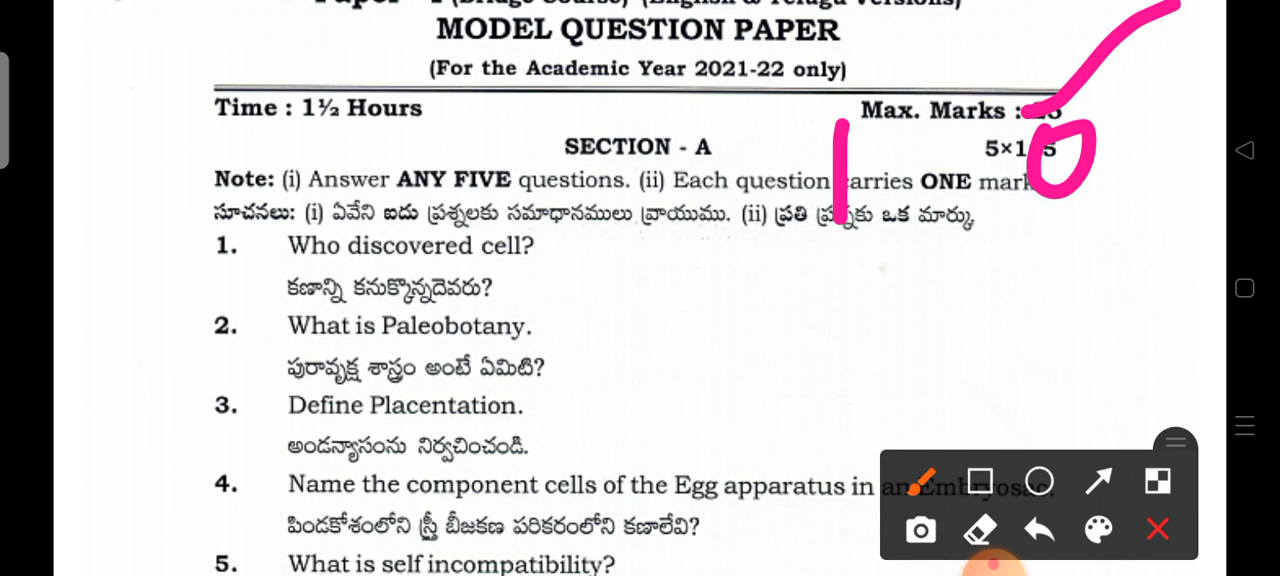 MODEL QUESTION PAPER
(For the Academic Year 2021-22 only)
Time : 1½ Hours Max. Marks :
SECTION - A 5×1
Note: (i) Answer ANY FIVE questions. (ii) Each question carries ONE mark
సూచనలు: (i) ఏవేని ఐదు ప్రశ్నలకు సమాధానములు వ్రాయుము. (ii) ప్రతి ప్రశ్నకు ఒక మార్కు
1. Who discovered cell?
కణాన్ని కనుక్కొన్నదెవరు?
2. What is Paleobotany.
పురావృక్ష శాస్త్రం అంటే ఏమిటి?
3. Define Placentation.
అండన్యాసంను నిర్వచించండి.
4. Name the component cells of the Egg apparatus in an Embryosac.
పిండకోశంలోని స్త్రీ బీజకణ పరికరంలోని కణాలేవి?
5. What is self incompatibility?